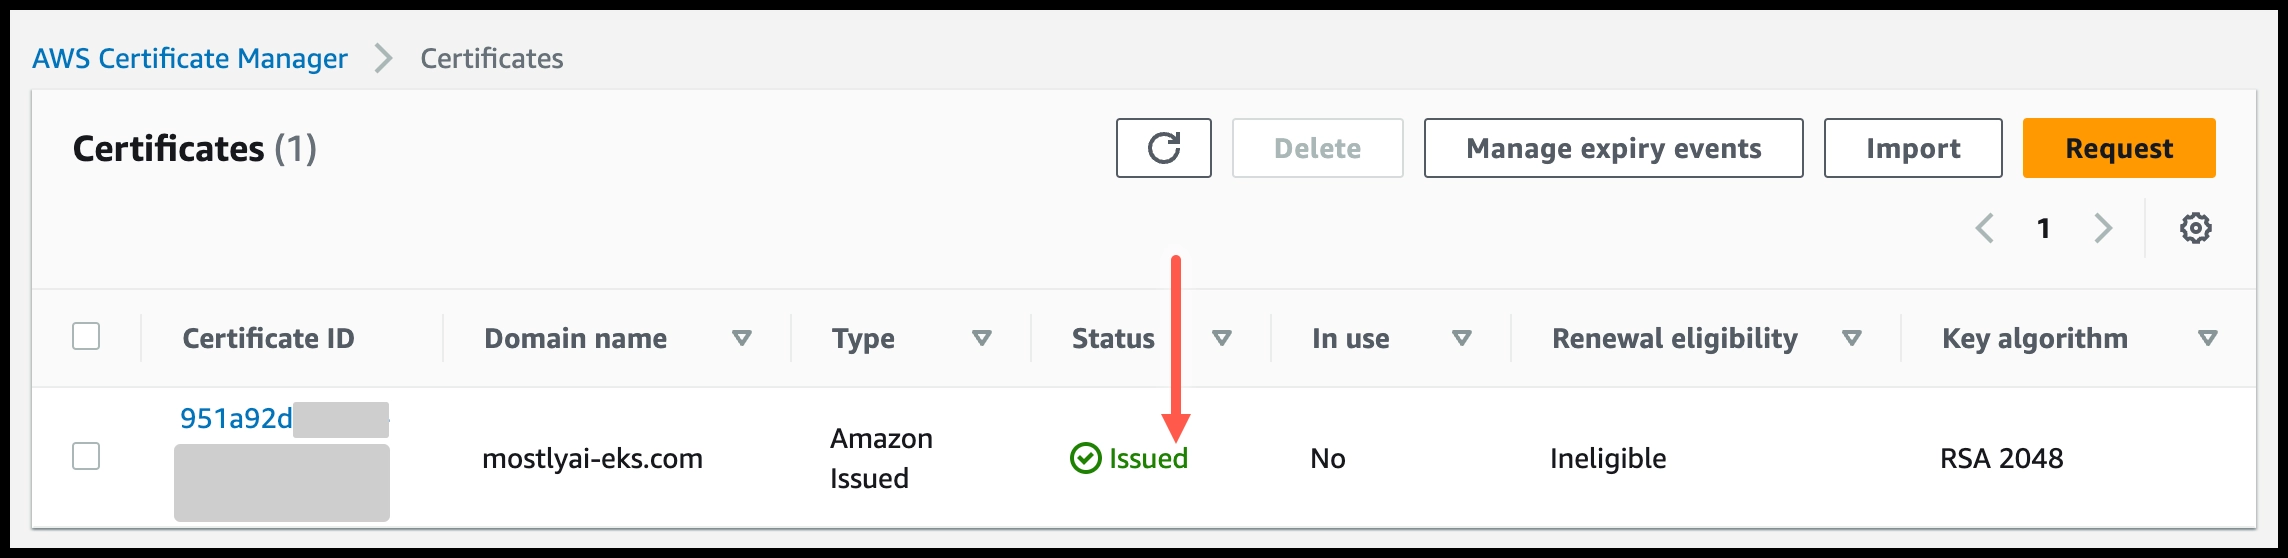 AWS Certificate Manager > Certificates
Certificates (1)
Delete
Manage expiry events
Import
Request
1
Certificate ID
Domain name
Type
Status
In use
Renewal eligibility
Key algorithm
951a92d
mostlyai-eks.com
Amazon
Issued
Issued
No
Ineligible
RSA 2048